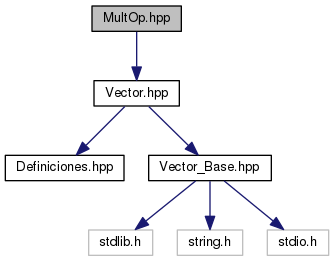 MultOp.hpp
Vector.hpp
Definiciones.hpp
Vector_Base.hpp
stdlib.h
string.h
stdio.h